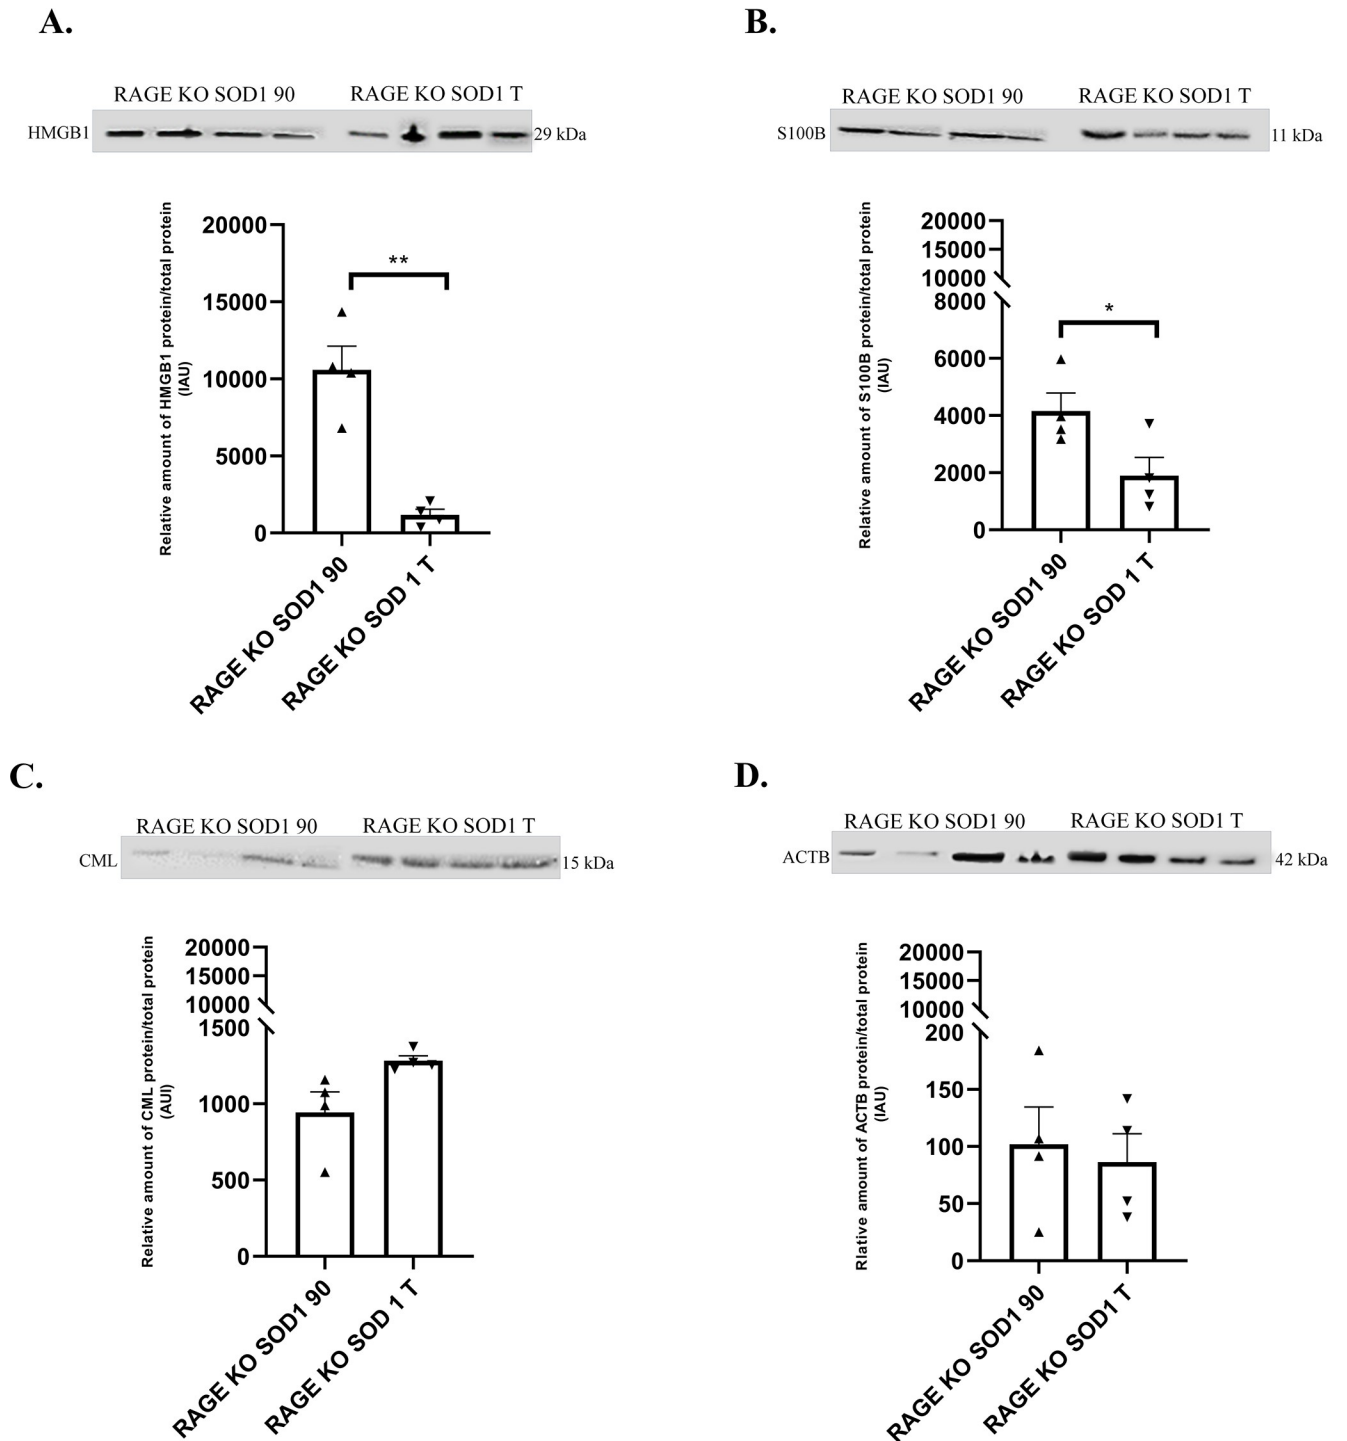 A.
RAGE KO SOD1 90
RAGE KO SOD1 T
HMGB1
29 kDa
Relative amount of HMGB1 protein/total protein
(IAU)
20000
15000
10000
5000
0
**
RAGE KO SOD1 90
RAGE KO SOD 1 T
B.
RAGE KO SOD1 90
RAGE KO SOD1 T
S100B
11 kDa
Relative amount of S100B protein/total protein
(IAU)
20000
15000
10000
8000
6000
4000
2000
0
*
RAGE KO SOD1 90
RAGE KO SOD 1 T
C.
RAGE KO SOD1 90
RAGE KO SOD1 T
CML
15 kDa
Relative amount of CML protein/total protein
(AUI)
20000
15000
10000
1500
1000
500
0
RAGE KO SOD1 90
RAGE KO SOD 1 T
D.
RAGE KO SOD1 90
RAGE KO SOD1 T
ACTB
42 kDa
Rlative amount of ACTB protein/total protein
(IAU)
20000
15000
10000
200
150
100
50
0
RAGE KO SOD1 90
RAGE KO SOD1 T